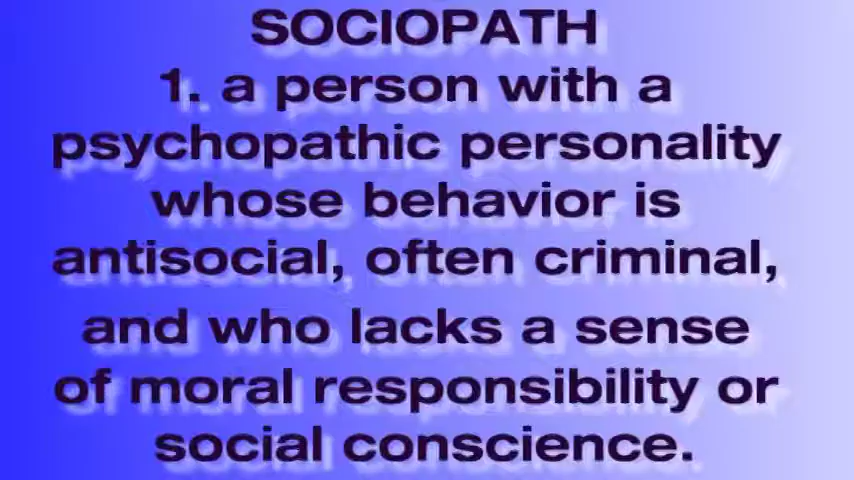 SOCIOPATH
1. a person with a
psychopathic personality
whose behavior is
antisocial, often criminal,
and who lacks a sense
of moral responsibility or
social conscience.